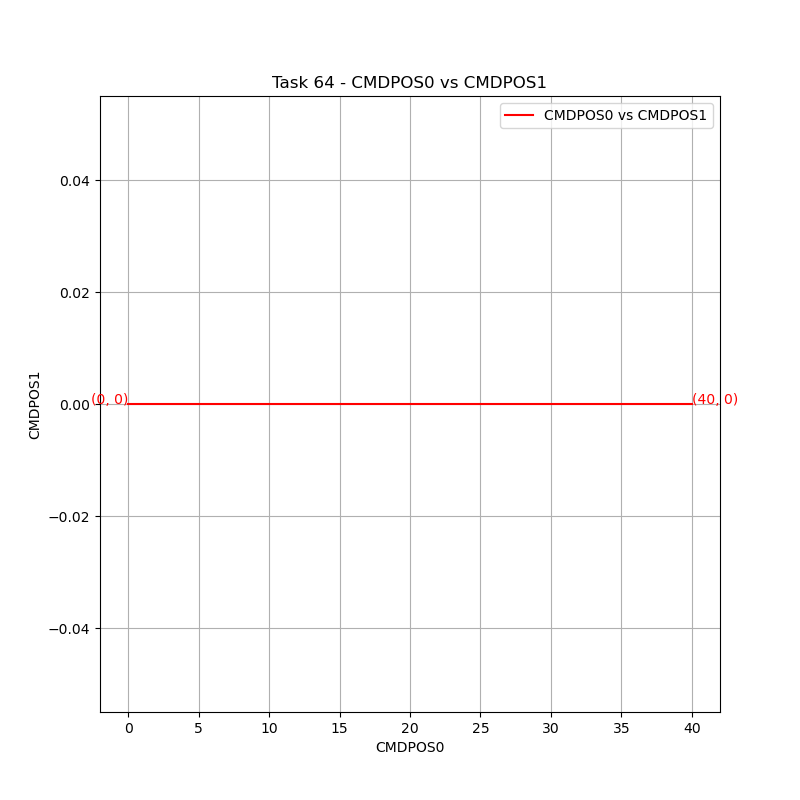 Task 64 - CMDPOS0 vs CMDPOS1
CMDPOS0 vs CMDPOS1
0.04
0.02
0.00
−0.02
−0.04
CMDPOS1
(0, 0)
(40, 0)
0 5 10 15 20 25 30 35 40
CMDPOS0